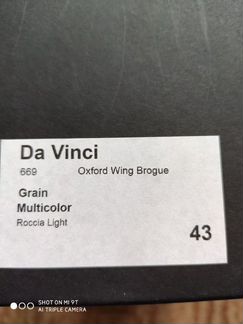 Da Vinci
669 Oxford Wing Brogue
Grain
Multicolor
Roccia Light
43
SHOT ON MI 9T
AI TRIPLE CAMERA